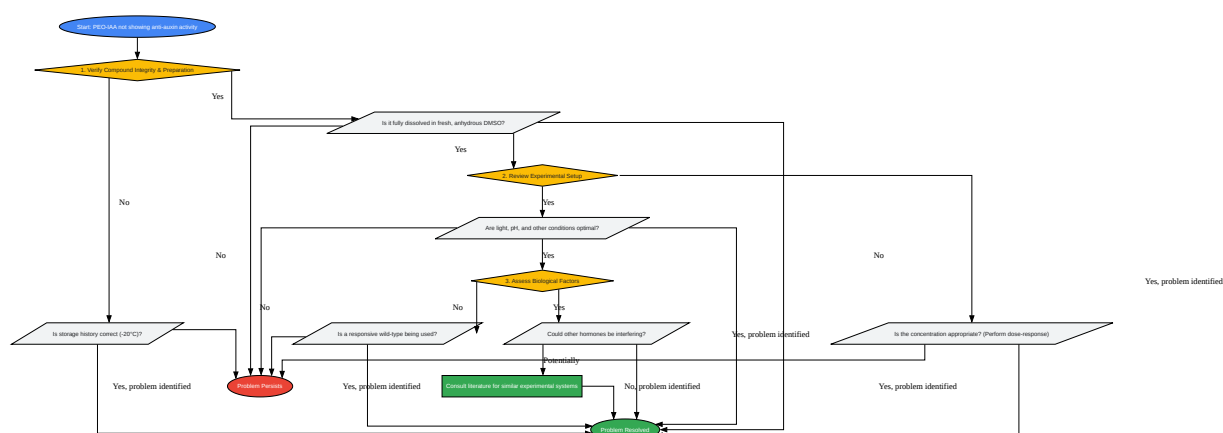 Start: PEO-IAA not showing anti-auxin activity
1. Verify Compound Integrity & Preparation
Yes
Is it fully dissolved in fresh, anhydrous DMSO?
Yes
2. Review Experimental Setup
No
Yes
Are light, pH, and other conditions optimal?
No
Yes
No
3. Assess Biological Factors
Yes, problem identified
No
No
Yes
Is storage history correct (-20°C)?
Is a responsive wild-type being used?
Could other hormones be interfering?
Yes, problem identified
Is the concentration appropriate? (Perform dose-response)
Potentially
Yes, problem identified
Problem Persists
Yes, problem identified
Consult literature for similar experimental systems
No, problem identified
Yes, problem identified
Problem Resolved